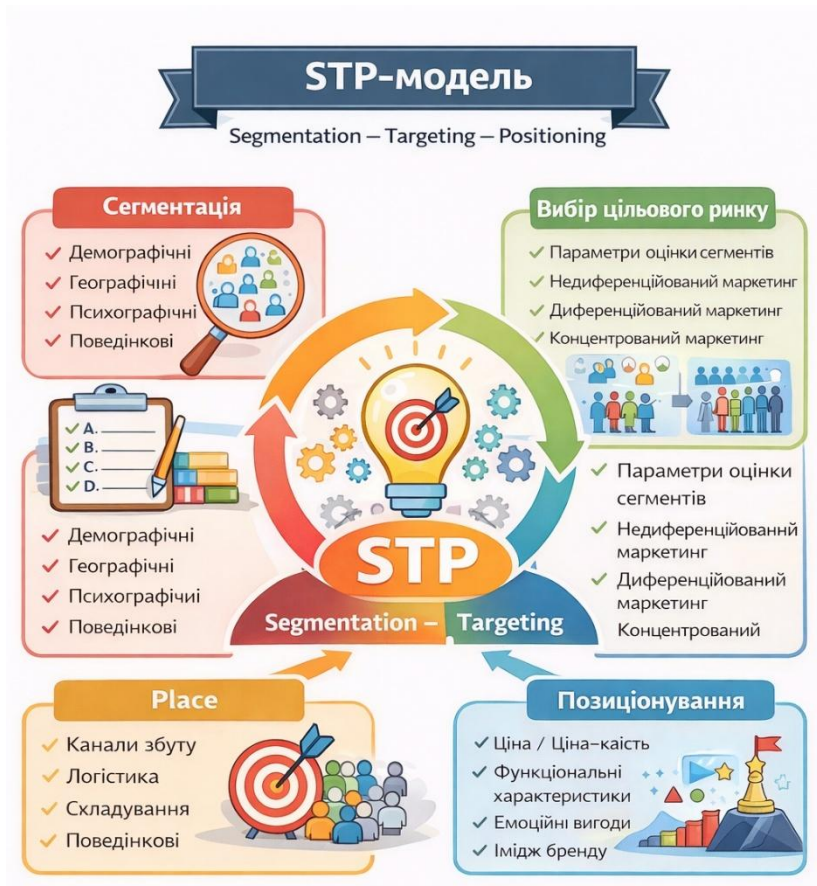 STP-модель
Segmentation – Targeting – Positioning
Сегментація
Демографічні
Географічіні
Психографічні
Поведінкові
Вибір цільового ринку
Параметри оцінки сегментів
Недиференційований маркетинг
Диференційований маркетинг
Концентрований маркетинг
A.
B.
C.
D.
Демографічні
Географічні
Психографічиі
Поведінкові
Параметри оцінки
сегментів
Недиференційованнй
маркетинг
Диференційований
маркетинг
Концентрований
STP
Segmentation – Targeting
Place
Канали збуту
Логістика
Складування
Поведінкові
Позиціонування
Ціна / Ціна–каість
Функціональні
характеристики
Емоційні вигоди
Імідж бренду